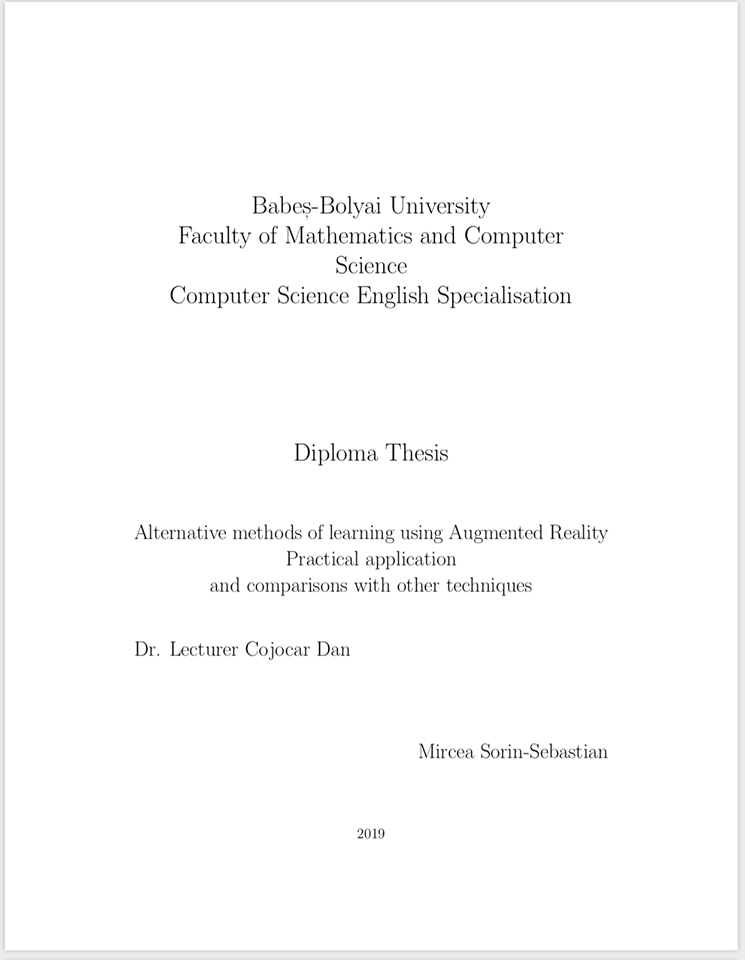 Babeș-Bolyai University
Faculty of Mathematics and Computer
Science
Computer Science English Specialisation
Diploma Thesis
Alternative methods of learning using Augmented Reality
Practical application
and comparisons with other techniques
Dr. Lecturer Cojocar Dan
Mircea Sorin-Sebastian
2019